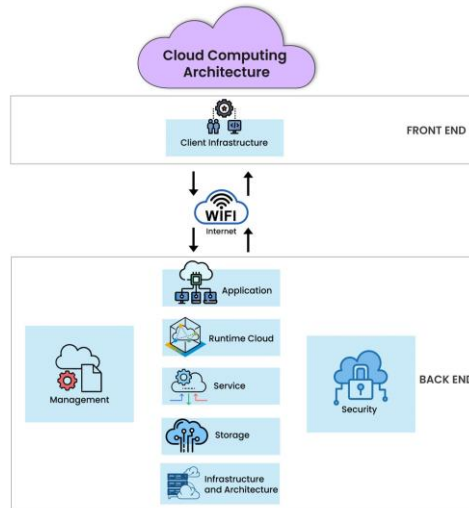 Cloud Computing
Architecture
Client Infrastructure
FRONT END
WiFi
Internet
Application
Runtime Cloud
Management
Service
Security
BACK END
Storage
Infrastructure
and Architecture